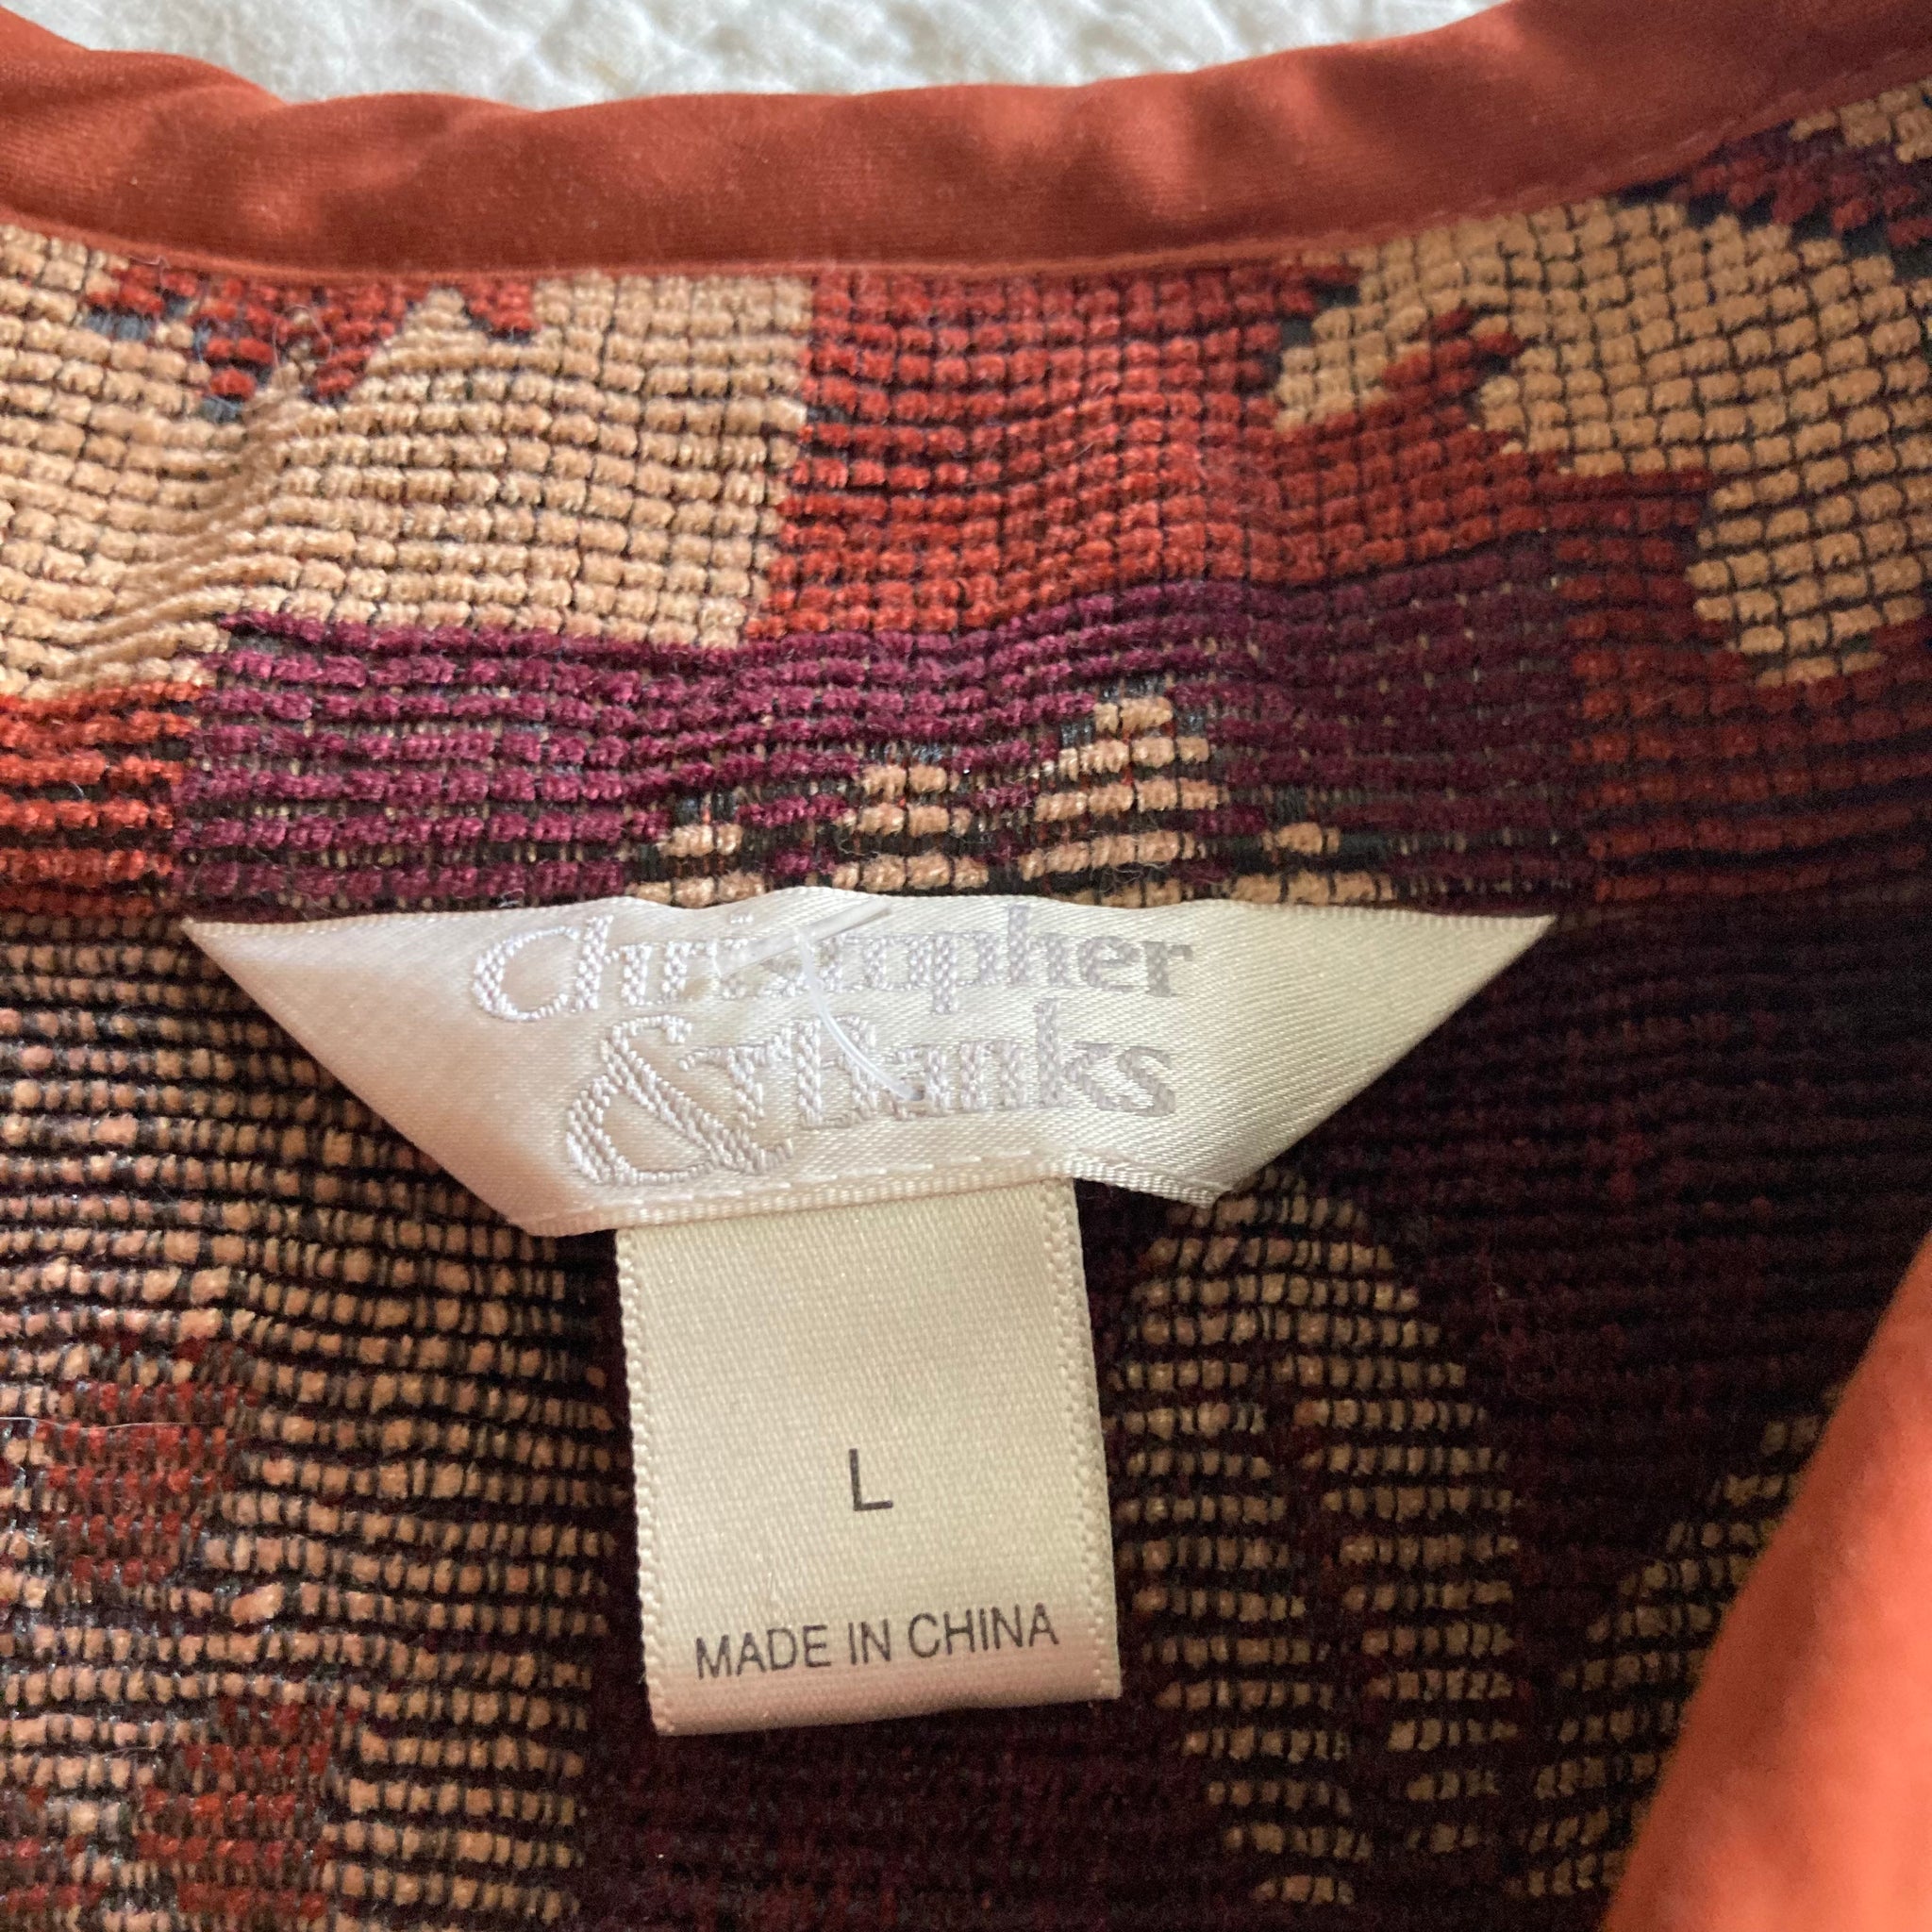 Christopher
& Banks
L
MADE IN CHINA